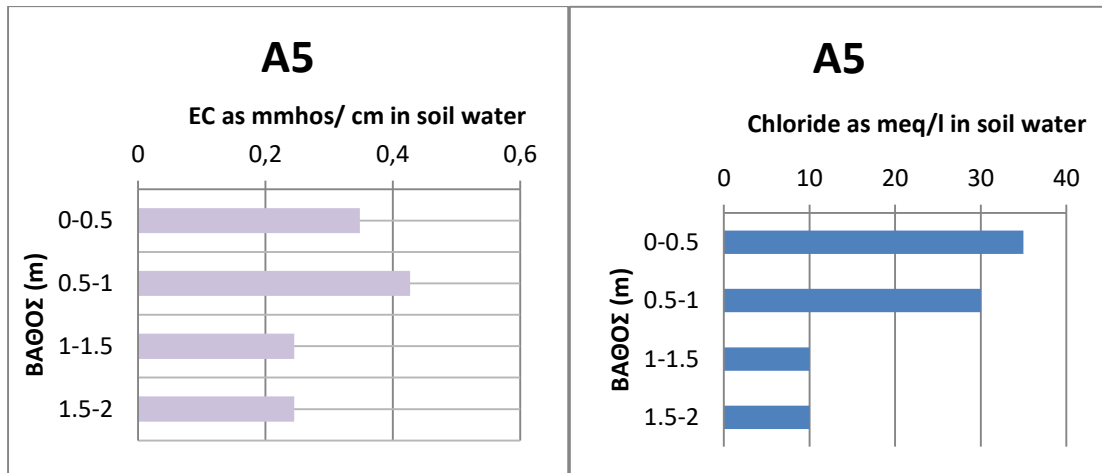 A5
EC as mmhos/ cm in soil water
0 0,2 0,4 0,6
ΒΑΘΟΣ (m)
0-0.5
0.5-1
1-1.5
1.5-2
A5
Chloride as meq/l in soil water
0 10 20 30 40
ΒΑΘΟΣ (m)
0-0.5
0.5-1
1-1.5
1.5-2